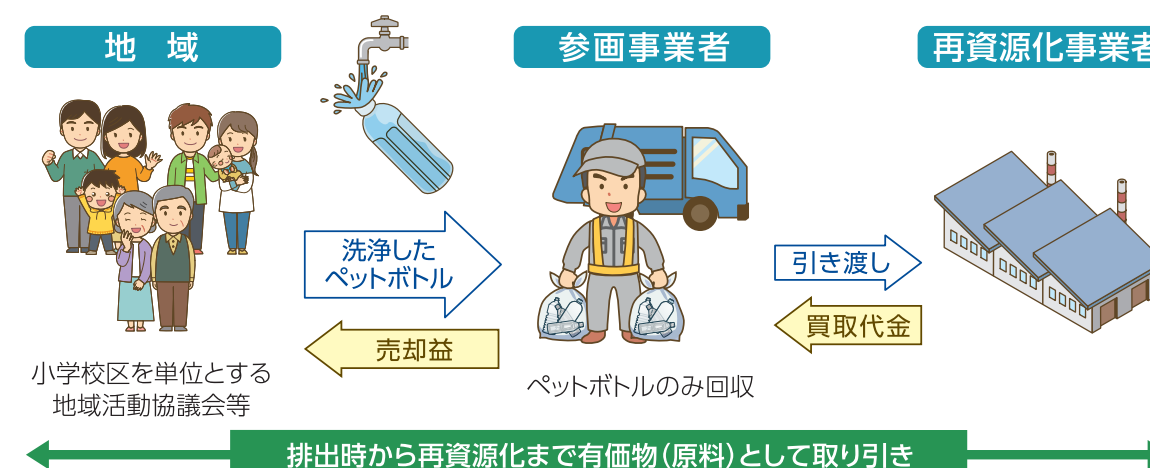 地　域
参画事業者
再資源化事業者
洗浄した
ペットボトル
引き渡し
売却益
買取代金
小学校区を単位とする
地域活動協議会等
ペットボトルのみ回収
排出時から再資源化まで有価物（原料）として取り引き